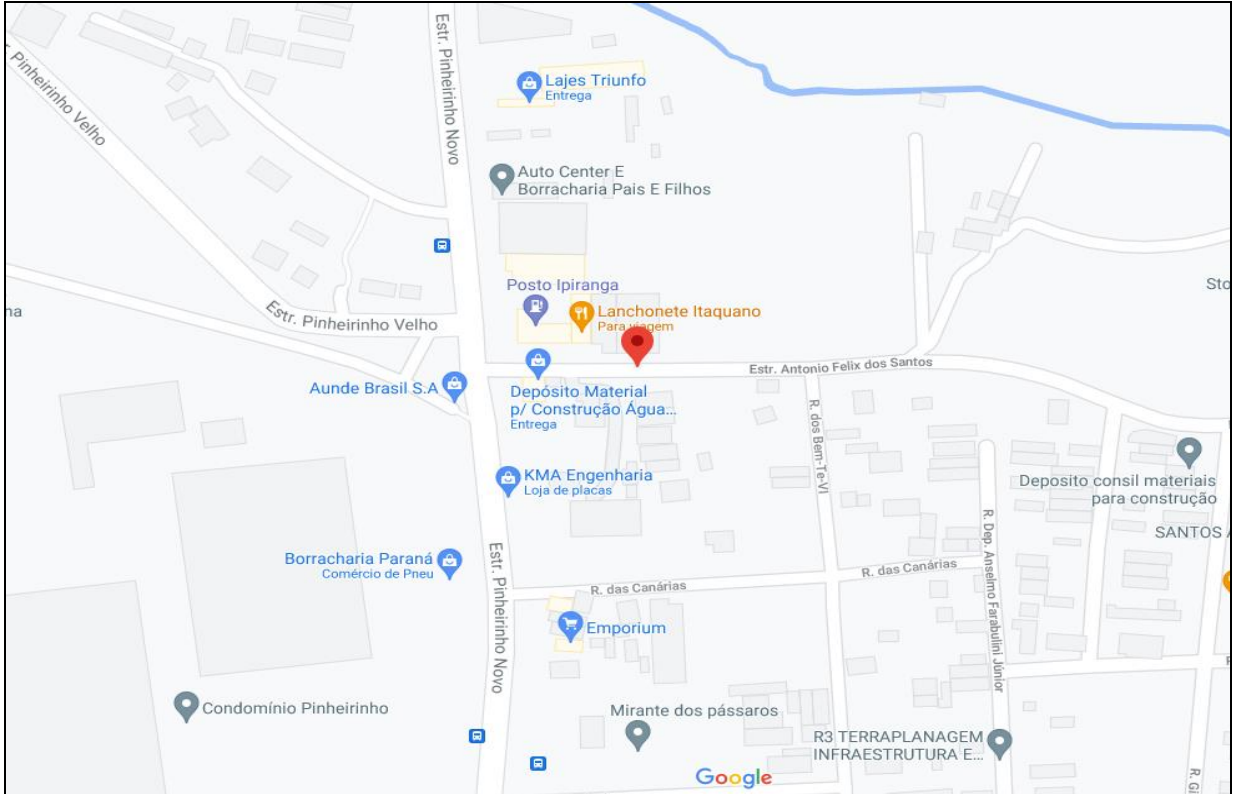 Estr. Pinheirinho Novo
r. Pinheirinho Velho
Lajes Triunfo
Entrega
Auto Center E
Borracharia Pais E Filhos
Posto Ipiranga
Sto
na
Lanchonete Itaquano
Para viagem
Estr. Pinheirinho Velho
Estr. Antonio Felix dos Santos
Aunde Brasil S.A
Depósito Material
p/ Construção Água...
Entrega
R. dos Bem-Te-VI
KMA Engenharia
Loja de placas
Deposito consil materiais
para construção
SANTOS
Estr. Pinheirinho Novo
Borracharia Paraná
Comércio de Pneu
R. das Canárias
R. das Canárias
R. Dep. Anselmo Farabulini Júnior
Emporium
Condomínio Pinheirinho
Mirante dos pássaros
R3 TERRAPLANAGEM
INFRAESTRUTURA E...
R. Gi
Google